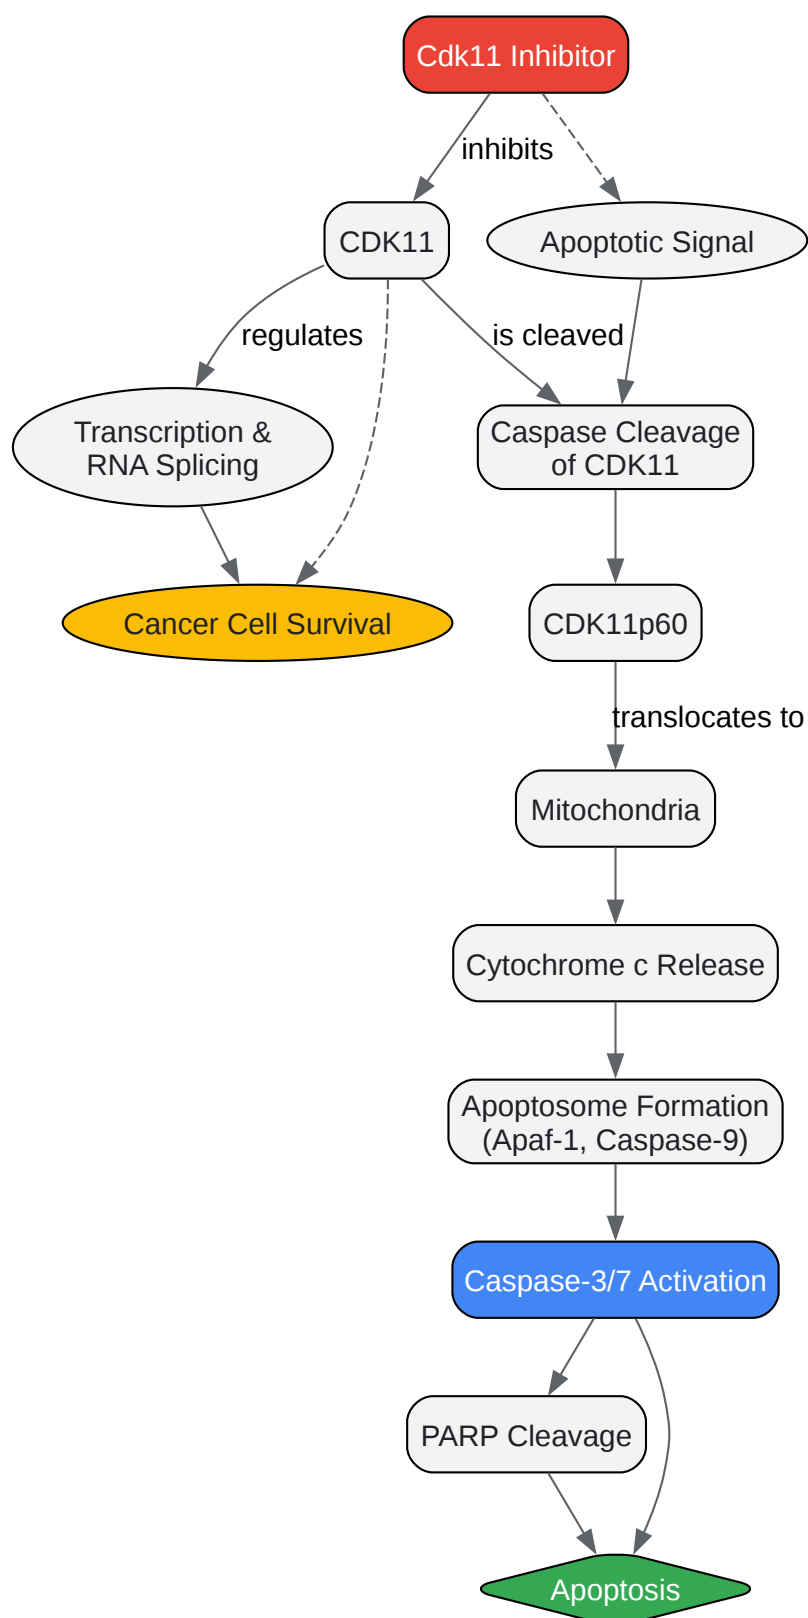 Cdk11 Inhibitor
inhibits
CDK11
Apoptotic Signal
regulates
is cleaved
Transcription &
RNA Splicing
Caspase Cleavage
of CDK11
Cancer Cell Survival
CDK11p60
translocates to
Mitochondria
Cytochrome c Release
Apoptosome Formation
(Apaf-1, Caspase-9)
Caspase-3/7 Activation
PARP Cleavage
Apoptosis